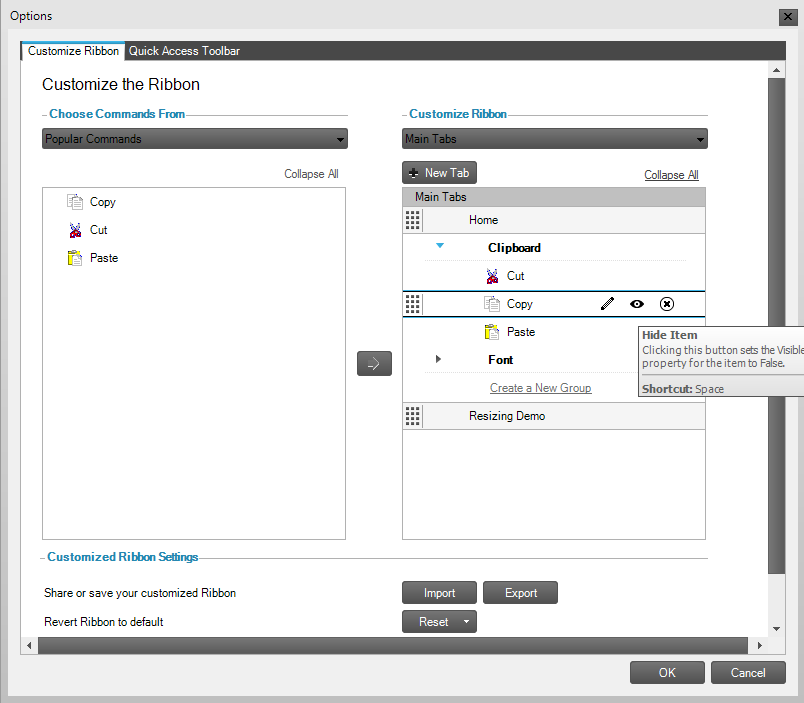 Options
Customize Ribbon
Quick Access Toolbar
Customize the Ribbon
Choose Commands From
Customize Ribbon
Popular Commands
Main Tabs
New Tab
Collapse All
Collapse All
Main Tabs
Copy
Cut
Paste
Home
Clipboard
Cut
Copy
Paste
Font
Create a New Group
Resizing Demo
Hide Item
Clicking this button sets the Visible
property for the item to False.
Shortcut: Space
Customized Ribbon Settings
Share or save your customized Ribbon
Import
Export
Revert Ribbon to default
Reset
OK
Cancel